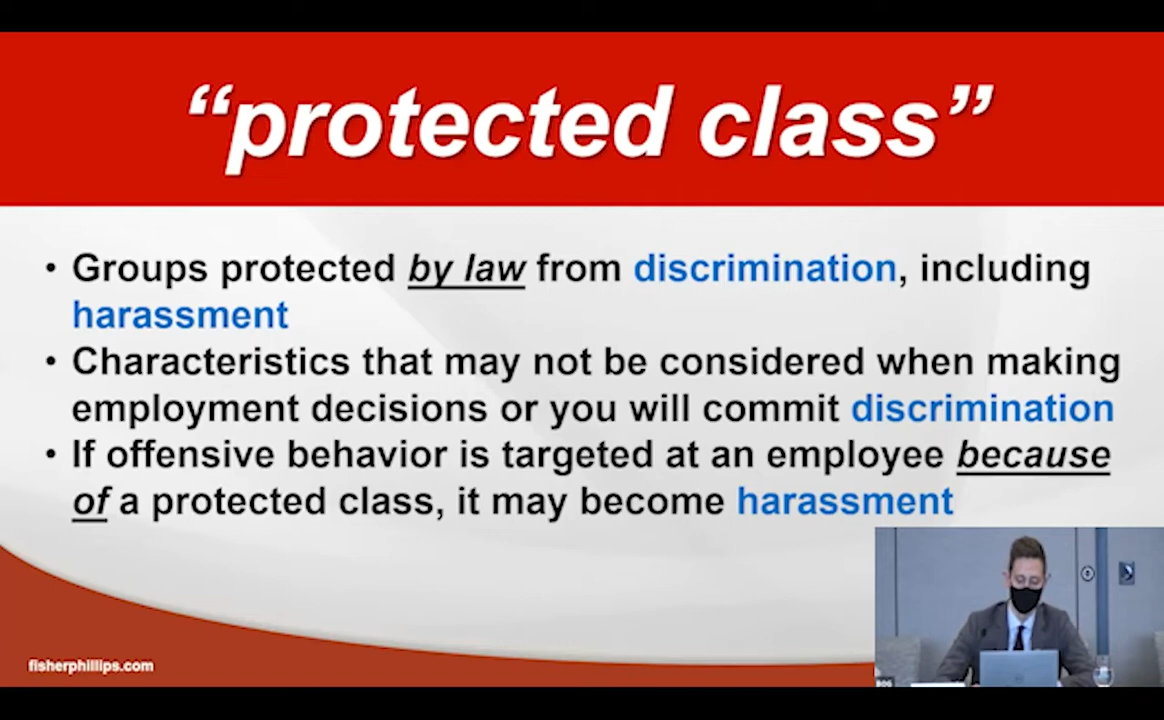 “protected class”
• Groups protected by law from discrimination, including
harassment
• Characteristics that may not be considered when making
employment decisions or you will commit discrimination
• If offensive behavior is targeted at an employee because
of a protected class, it may become harassment
fisherphillips.com